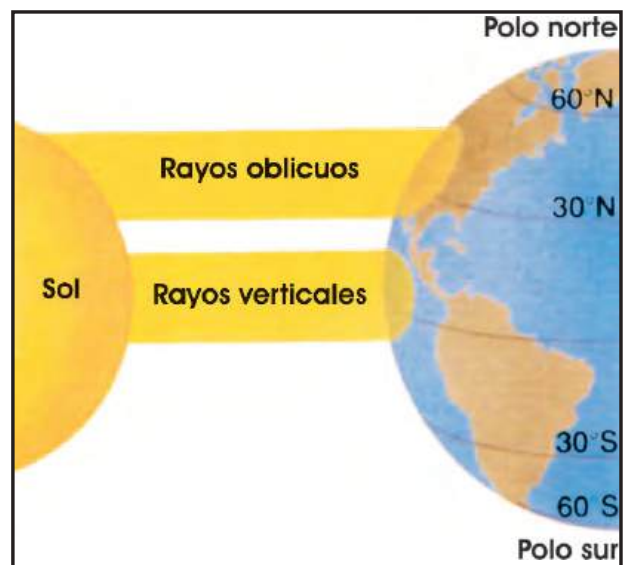 Polo norte
60°N
Rayos oblicuos
30°N
Sol
Rayos verticales
30°S
60°S
Polo sur